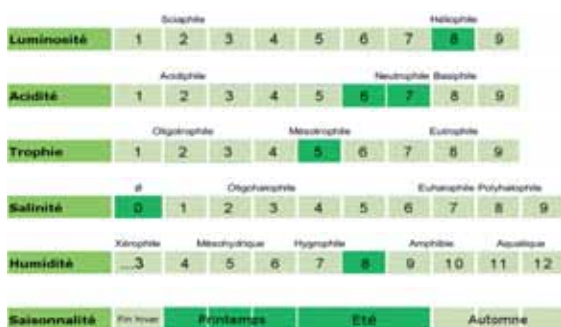 Sciaphile Héliophile
Luminosité 1 2 3 4 5 6 7 8 9
Acidiphile Neutrophile Basiphile
Acidité 1 2 3 4 5 6 7 8 9
Oligotrophile Mésotrophile Eutrophile
Trophie 1 2 3 4 5 6 7 8 9
ø Oligohalophile Euhalophile Polyhalophile
Salinité 0 1 2 3 4 5 6 7 8 9
Xérophile Mésohydrique Hygrophile Amphibie Aquatique
Humidité ...3 4 5 6 7 8 9 10 11 12
Saisonnalité Fin hiver Printemps Eté Automne